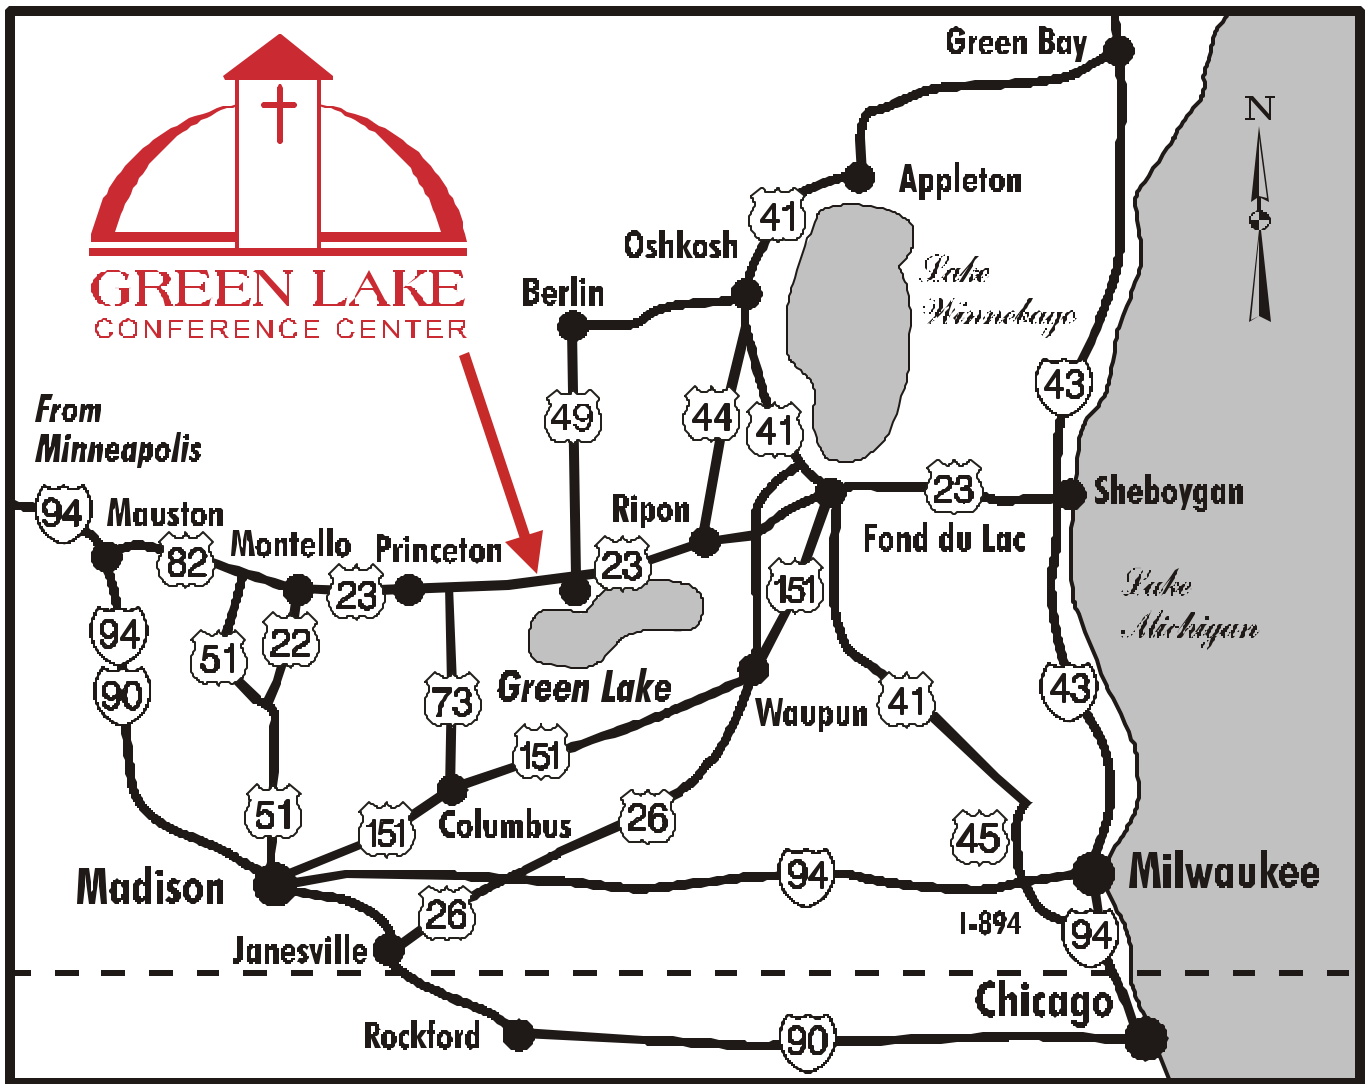 Green Bay
N
Appleton
41
Oshkosh
Lake
Winnebago
GREEN LAKE
CONFERENCE CENTER
Berlin
43
From
Minneapolis
49
44
41
94
Mauston
82
Montello
Princeton
Ripon
23
Sheboygan
Fond du Lac
23
23
151
Lake
Michigan
94
51
22
90
73
Green Lake
Waupun
41
43
151
51
151
Columbus
26
45
Madison
94
Milwaukee
26
I-894
94
Janesville
Chicago
Rockford
90